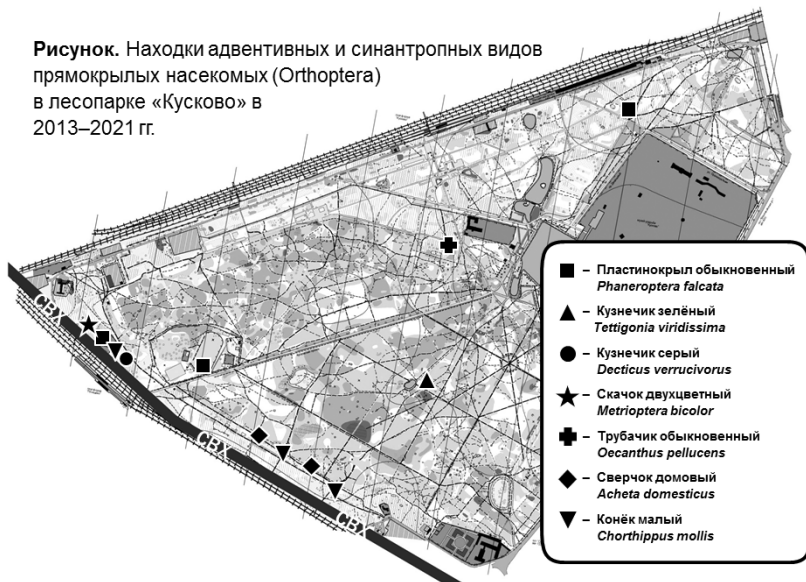 Рисунок. Находки адвентивных и синантропных видов
прямокрылых насекомых (Orthoptera)
в лесопарке «Кусково» в
2013–2021 гг.
СВХ
СВХ
СВХ
– Пластинокрыл обыкновенный
Phaneroptera falcata
– Кузнечик зелёный
Tettigonia viridissima
– Кузнечик серый
Decticus verrucivorus
– Скачок двухцветный
Metrioptera bicolor
– Трубачик обыкновенный
Oecanthus pellucens
– Сверчок домовый
Acheta domesticus
– Конёк малый
Chorthippus mollis